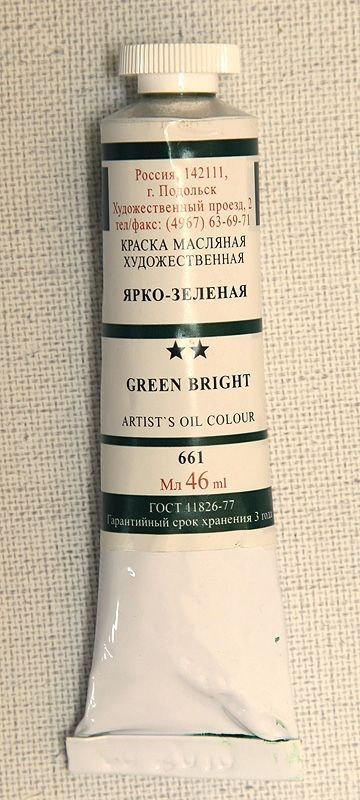 Россия, 142111,
г. Подольск
Художественный проезд, 2
тел/факс: (4967) 63-69-71
КРАСКА МАСЛЯНАЯ
ХУДОЖЕСТВЕННАЯ
ЯРКО-ЗЕЛЕНАЯ
★★
GREEN BRIGHT
ARTIST`S OIL COLOUR
661
Мл 46 ml
ГОСТ 41826-77
Гарантийный срок хранения 3 года